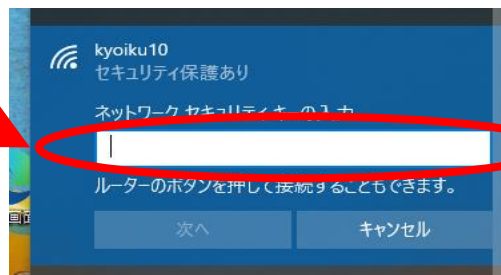 kyoiku10
セキュリティ保護あり
ネットワーク セキュリティ キーの入力
ルーターのボタンを押して接続することもできます。
次へ
キャンセル